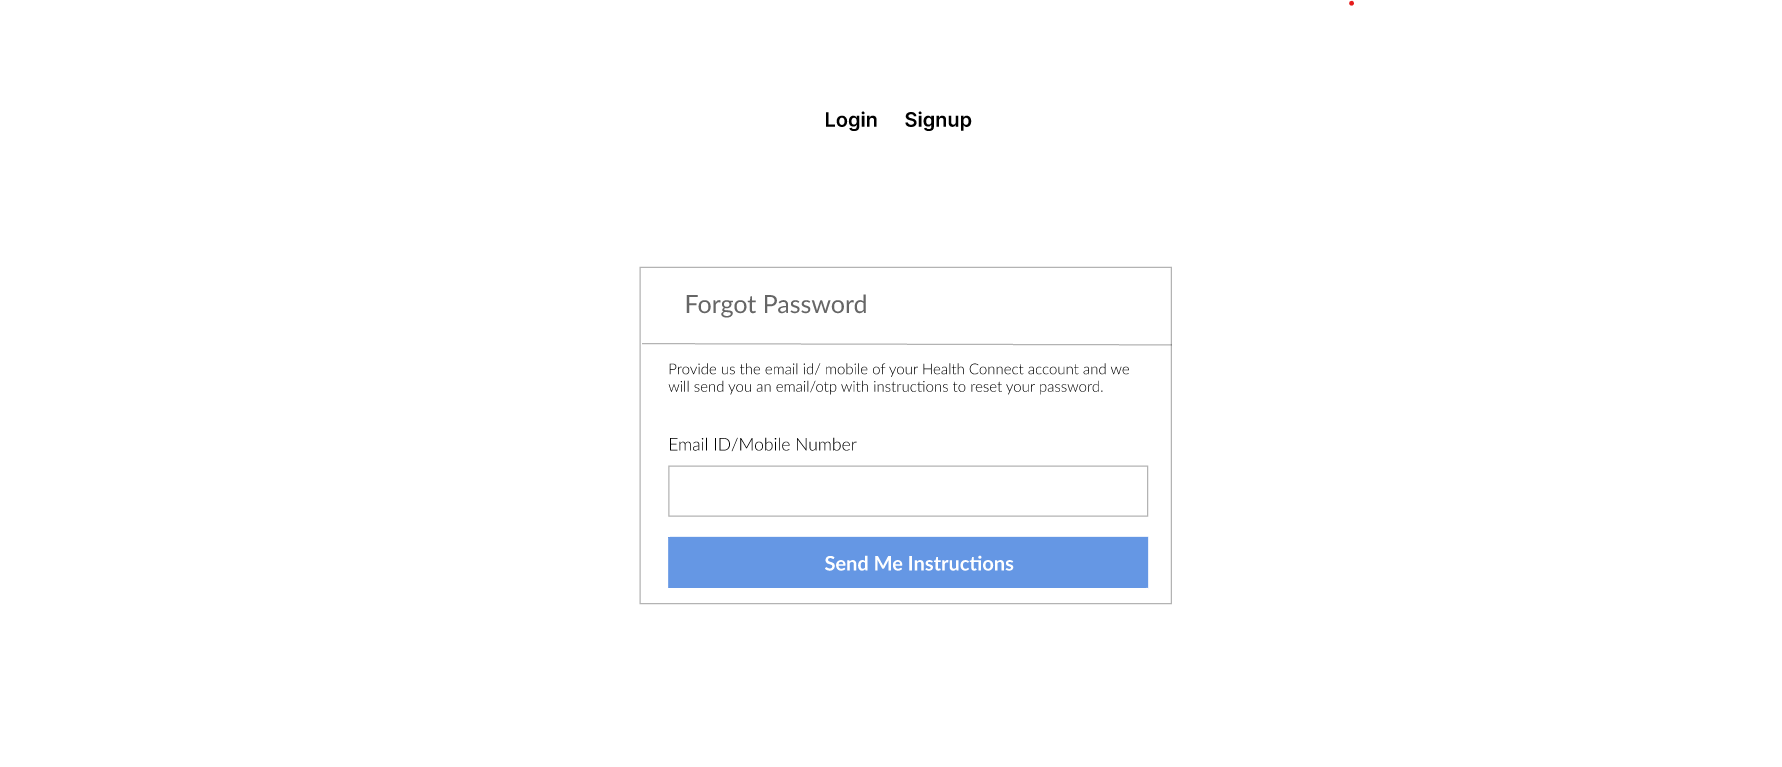 Login Signup
Forgot Password
Provide us the email id/ mobile of your Health Connect account and we
will send you an email/otp with instructions to reset your password.
Email ID/Mobile Number
Send Me Instructions